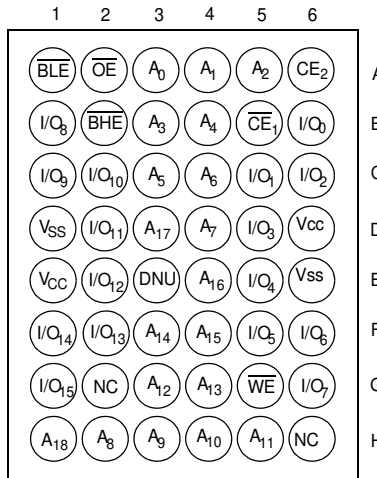 1 2 3 4 5 6
BLE OE A0 A1 A2 CE2 A
I/O8 BHE A3 A4 CE1 I/O0 B
I/O9 I/O10 A5 A6 I/O1 I/O2 C
VSS I/O11 A17 A7 I/O3 Vcc D
VCC I/O12 DNU A16 I/O4 Vss E
I/O14 I/O13 A14 A15 I/O5 I/O6 F
I/O15 NC A12 A13 WE I/O7 G
A18 A8 A9 A10 A11 NC H